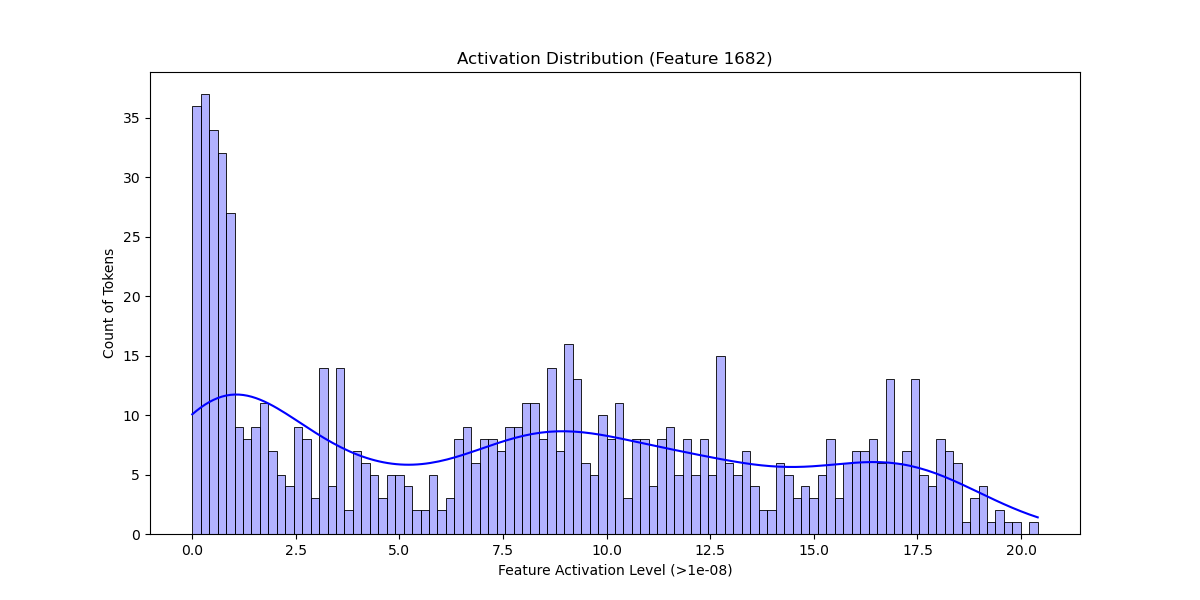 Activation Distribution (Feature 1682)
Count of Tokens
35
30
25
20
15
10
5
0
0.0 2.5 5.0 7.5 10.0 12.5 15.0 17.5 20.0
Feature Activation Level (>1e-08)